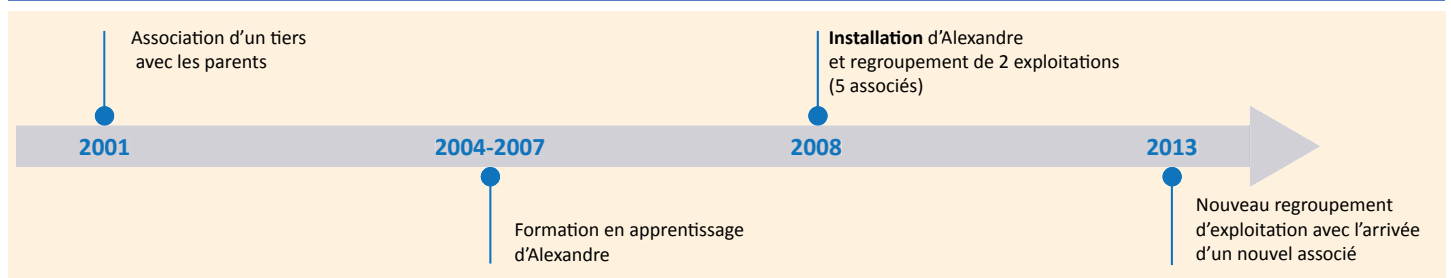 Association d’un tiers
avec les parents
Installation d’Alexandre
et regroupement de 2 exploitations
(5 associés)
2001
2004-2007
2008
2013
Formation en apprentissage
d’Alexandre
Nouveau regroupement
d’exploitation avec l’arrivée
d’un nouvel associé